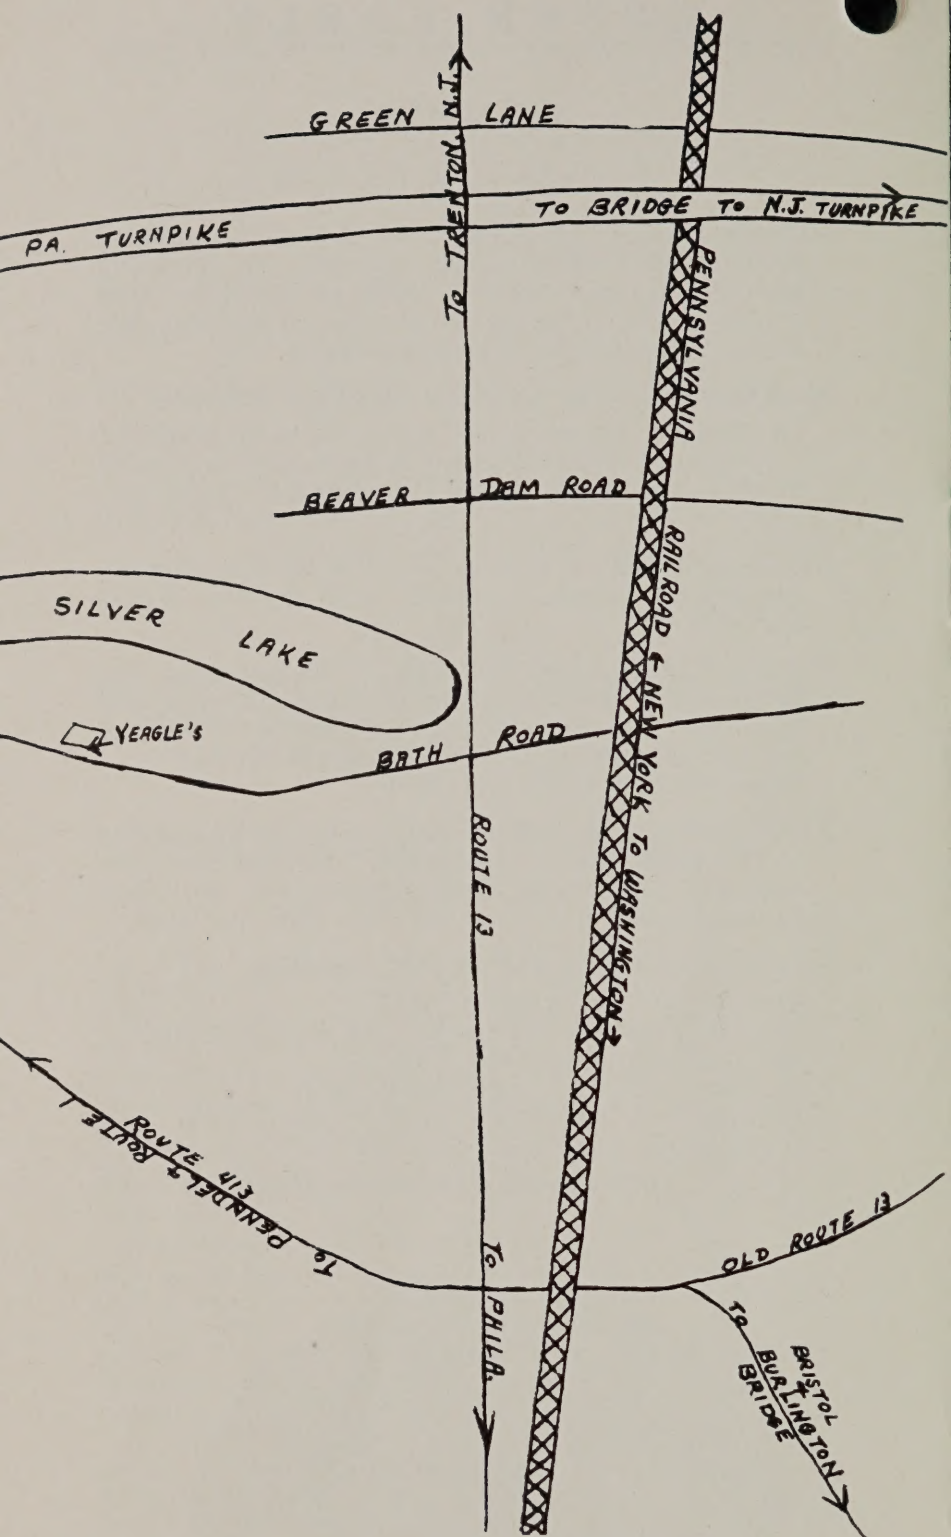 GREEN LANE
TO TRENTON, N.J.
PA. TURNPIKE
TO BRIDGE TO N.J. TURNPIKE
PENNSYLVANIA RAILROAD ← NEW YORK TO WASHINGTON →
BEAVER DAM ROAD
SILVER LAKE
YEAGLE'S
BATH ROAD
ROUTE 13
ROUTE 413
TO PENNDEL & ROUTE 1
TO PHILA.
OLD ROUTE 13
TO BRISTOL
&
BURLINGTON
BRIDGE